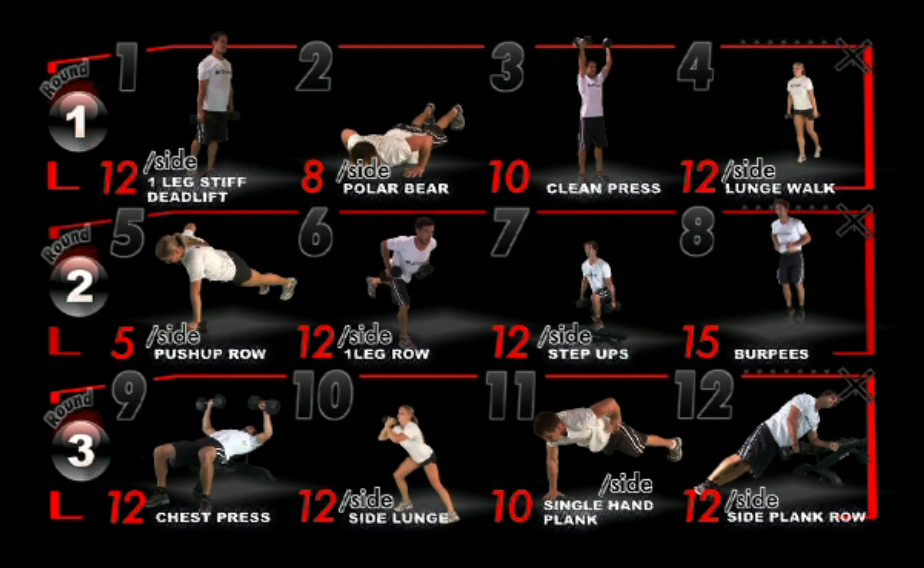 1 2 3 4
Round
1
12 /side 8 /side 10 12 /side
1 LEG STIFF DEADLIFT POLAR BEAR CLEAN PRESS LUNGE WALK
5 6 7 8
Round
2
5 /side 12 /side 12 /side 15
PUSHUP ROW 1LEG ROW STEP UPS BURPEES
9 10 11 12
Round
3
12 12 /side 10 /side 12 /side
CHEST PRESS SIDE LUNGE SINGLE HAND PLANK SIDE PLANK ROW